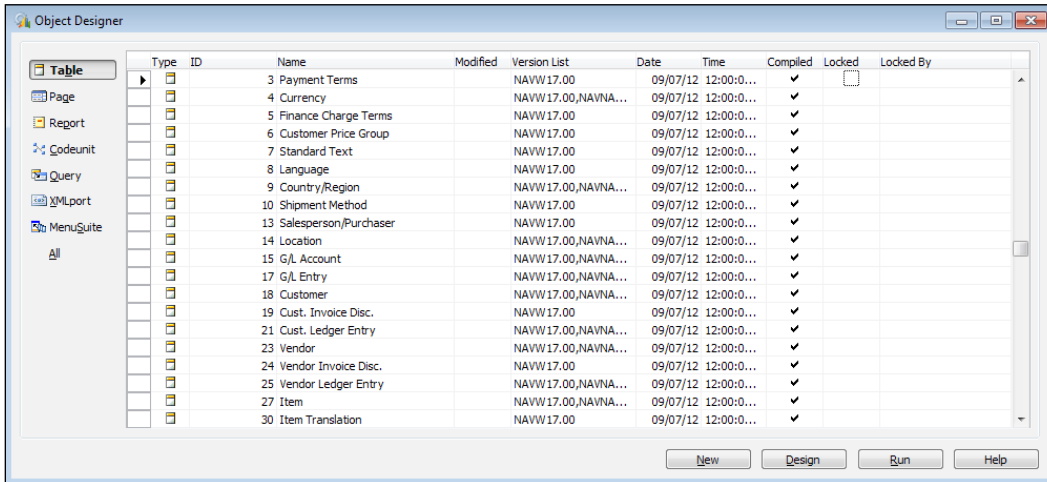 Object Designer
Type ID Name Modified Version List Date Time Compiled Locked Locked By
Table
Page
Report
Codeunit
Query
XMLport
MenuSuite
All
3 Payment Terms NAVW17.00 09/07/12 12:00:0...
4 Currency NAVW17.00,NAVNA... 09/07/12 12:00:0...
5 Finance Charge Terms NAVW17.00 09/07/12 12:00:0...
6 Customer Price Group NAVW17.00 09/07/12 12:00:0...
7 Standard Text NAVW17.00 09/07/12 12:00:0...
8 Language NAVW17.00 09/07/12 12:00:0...
9 Country/Region NAVW17.00,NAVNA... 09/07/12 12:00:0...
10 Shipment Method NAVW17.00 09/07/12 12:00:0...
13 Salesperson/Purchaser NAVW17.00 09/07/12 12:00:0...
14 Location NAVW17.00,NAVNA... 09/07/12 12:00:0...
15 G/L Account NAVW17.00,NAVNA... 09/07/12 12:00:0...
17 G/L Entry NAVW17.00,NAVNA... 09/07/12 12:00:0...
18 Customer NAVW17.00,NAVNA... 09/07/12 12:00:0...
19 Cust. Invoice Disc. NAVW17.00 09/07/12 12:00:0...
21 Cust. Ledger Entry NAVW17.00,NAVNA... 09/07/12 12:00:0...
23 Vendor NAVW17.00,NAVNA... 09/07/12 12:00:0...
24 Vendor Invoice Disc. NAVW17.00 09/07/12 12:00:0...
25 Vendor Ledger Entry NAVW17.00,NAVNA... 09/07/12 12:00:0...
27 Item NAVW17.00,NAVNA... 09/07/12 12:00:0...
30 Item Translation NAVW17.00 09/07/12 12:00:0...
New Design Run Help